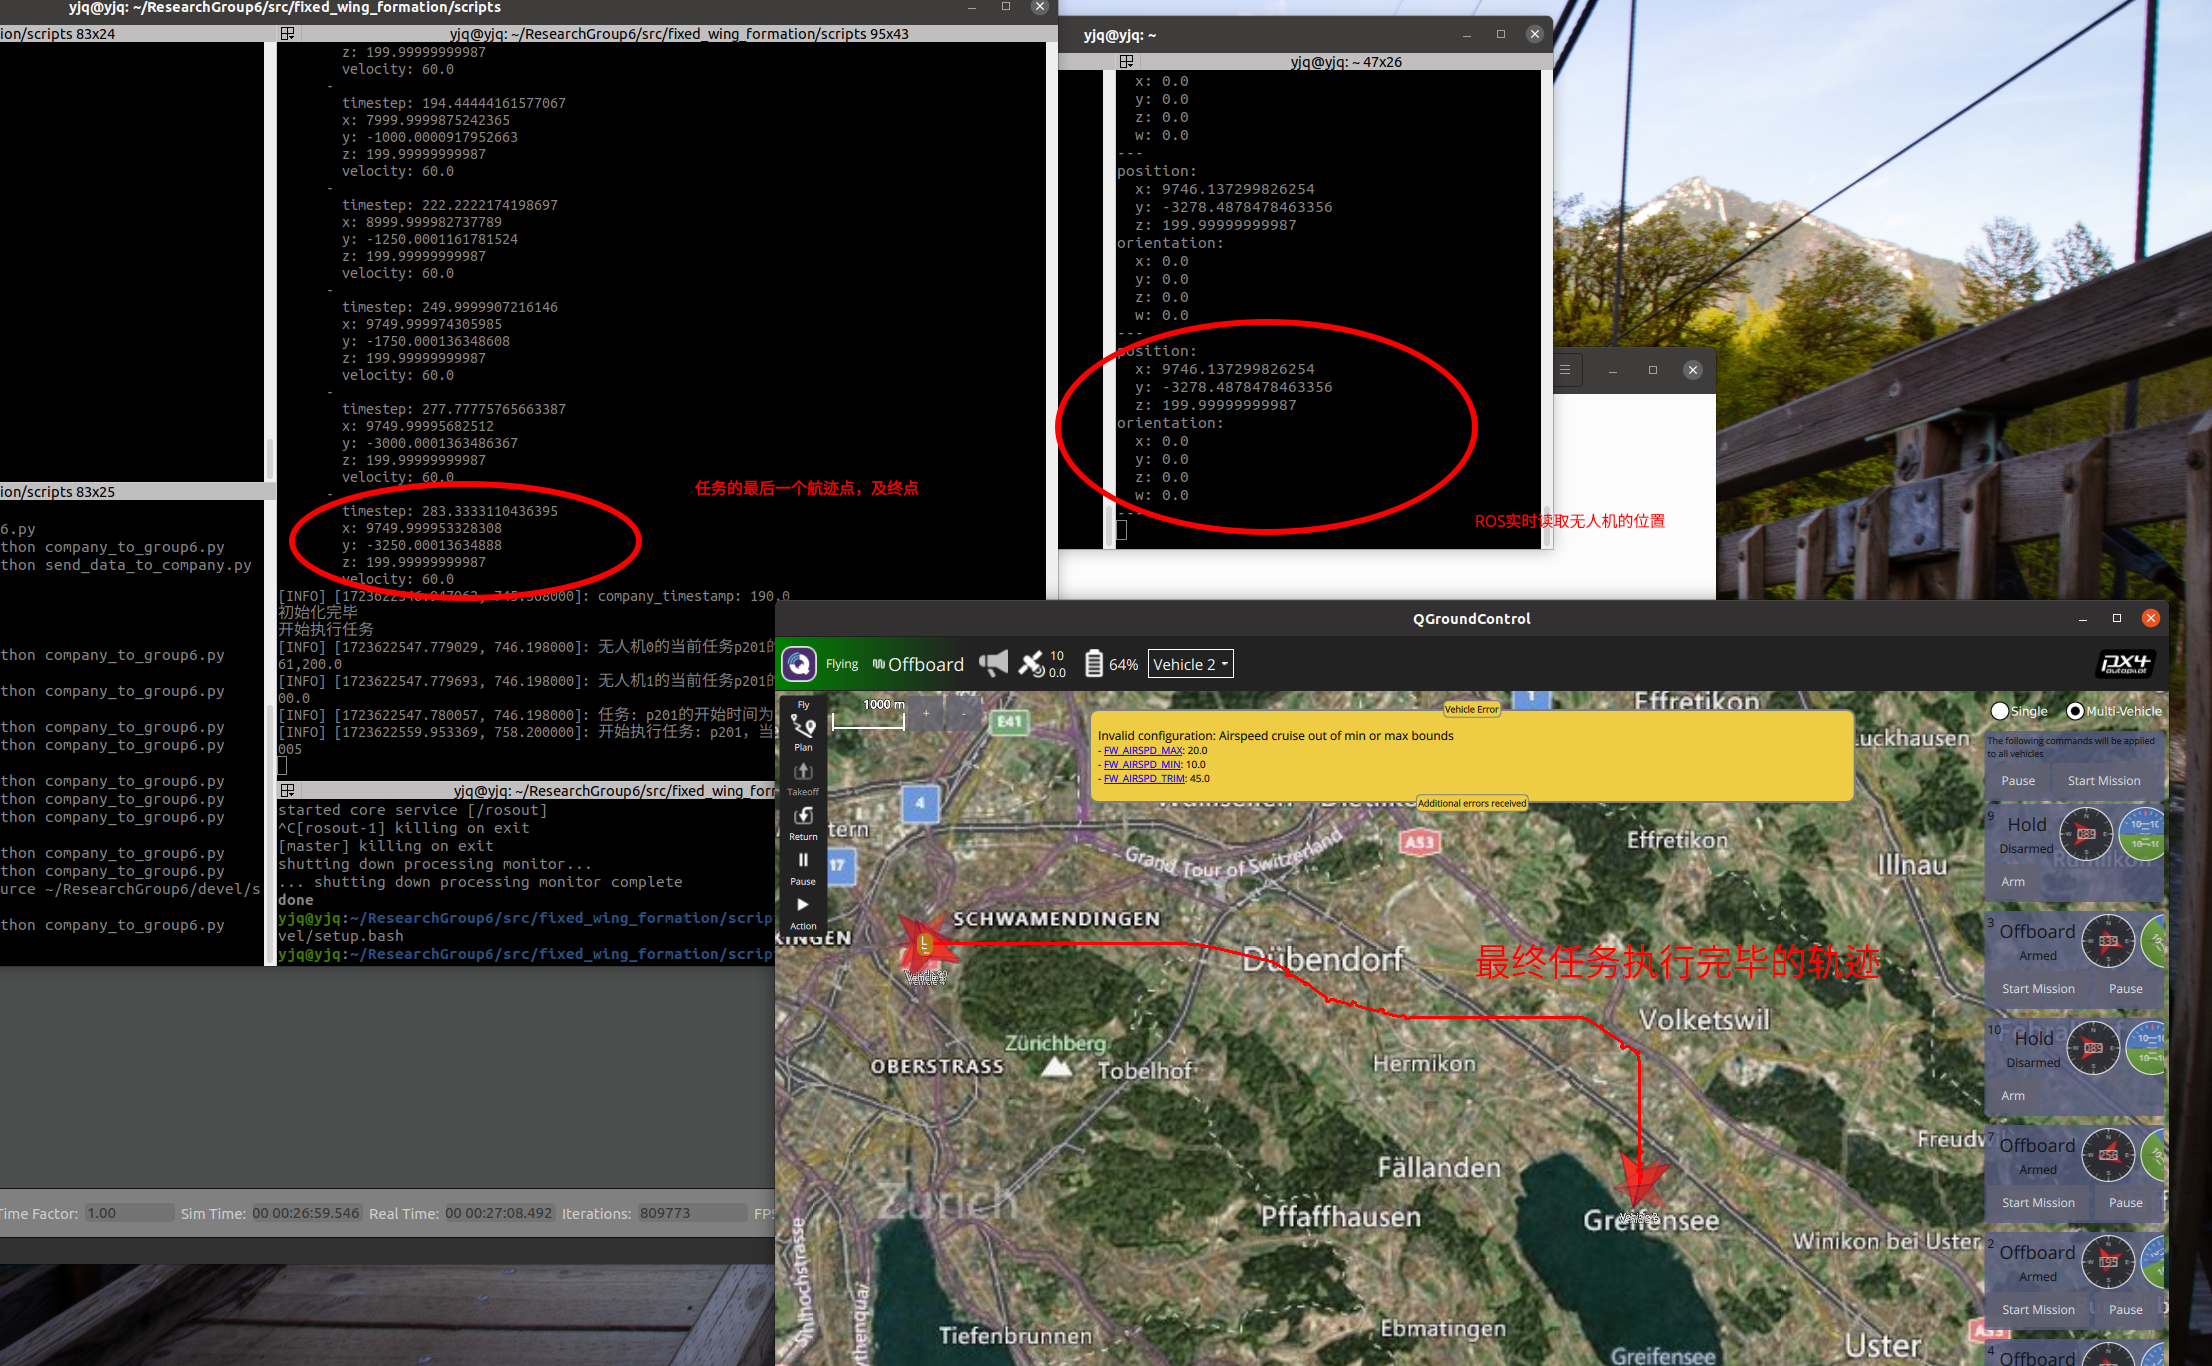 yjq@yjq: ~/ResearchGroup6/src/fixed_wing_formation/scripts
ion/scripts 83x24
yjq@yjq: ~/ResearchGroup6/src/fixed_wing_formation/scripts 95x43
z: 199.99999999987
velocity: 60.0
-
timestep: 194.44444161577067
x: 7999.9999875242365
y: -1000.0000917952663
z: 199.99999999987
velocity: 60.0
-
timestep: 222.2222174198697
x: 8999.999982737789
y: -1250.0001161781524
z: 199.99999999987
velocity: 60.0
-
timestep: 249.9999907216146
x: 9749.999974305985
y: -1750.000136348608
z: 199.99999999987
velocity: 60.0
-
timestep: 277.77775765663387
x: 9749.99995682512
y: -3000.0001363486367
z: 199.99999999987
velocity: 60.0
-
timestep: 283.3333110436395
x: 9749.999953328308
y: -3250.00013634888
z: 199.99999999987
velocity: 60.0
任务的最后一个航迹点，及终点
company_timestamp: 190.0
初始化完毕
开始执行任务
[INFO] [1723622547.779029, 746.198000]: 无人机0的当前任务p201的
61,200.0
[INFO] [1723622547.779693, 746.198000]: 无人机1的当前任务p201的
00.0
[INFO] [1723622547.780057, 746.198000]: 任务: p201的开始时间为
[INFO] [1723622559.953369, 758.200000]: 开始执行任务: p201, 当
005
yjq@yjq: ~/ResearchGroup6/src/fixed_wing_for
started core service [/rosout]
^C[rosout-1] killing on exit
[master] killing on exit
shutting down processing monitor...
... shutting down processing monitor complete
done
yjq@yjq:~/ResearchGroup6/src/fixed_wing_formation/scrip
vel/setup.bash
yjq@yjq:~/ResearchGroup6/src/fixed_wing_formation/scrip
ion/scripts 83x25
6.py
thon company_to_group6.py
thon send_data_to_company.py
thon company_to_group6.py
thon company_to_group6.py
thon company_to_group6.py
thon company_to_group6.py
thon company_to_group6.py
thon company_to_group6.py
thon company_to_group6.py
thon company_to_group6.py
thon company_to_group6.py
urce ~/ResearchGroup6/devel/s
thon company_to_group6.py
Time Factor: 1.00 Sim Time: 00 00:26:59.546 Real Time: 00 00:27:08.492 Iterations: 809773 FPS
yjq@yjq: ~
yjq@yjq: ~ 47x26
x: 0.0
y: 0.0
z: 0.0
w: 0.0
---
position:
x: 9746.137299826254
y: -3278.4878478463356
z: 199.99999999987
orientation:
x: 0.0
y: 0.0
z: 0.0
w: 0.0
---
position:
x: 9746.137299826254
y: -3278.4878478463356
z: 199.99999999987
orientation:
x: 0.0
y: 0.0
z: 0.0
w: 0.0
---
ROS实时读取无人机的位置
QGroundControl
Flying Offboard 10 0.0 64% Vehicle 2
px4 autopilot
Fly
Plan
Takeoff
Return
Pause
Action
1000 m
+ -
Vehicle Error
Invalid configuration: Airspeed cruise out of min or max bounds
- FW_AIRSPD_MAX: 20.0
- FW_AIRSPD_MIN: 10.0
- FW_AIRSPD_TRIM: 45.0
Additional errors received
Single Multi-Vehicle
The following commands will be applied
to all vehicles
Pause Start Mission
9 Hold
Disarmed
089
Arm
3 Offboard
Armed
339
Start Mission Pause
10 Hold
Disarmed
089
Arm
7 Offboard
Armed
256
Start Mission Pause
2 Offboard
Armed
195
Start Mission Pause
4 Offboard
最终任务执行完毕的轨迹
E41
1
4
17
A53
Effretikon
Effretikon
Illnau
Grand Tour of Switzerland
SCHWAMENDINGEN
Dübendorf
Volketswil
Zürichberg
OBERSTRASS
Tobelhof
Hermikon
Fällanden
Zürich
Pfaffhausen
Greifensee
Winikon bei Uster
Tiefenbrunnen
Ebmatingen
Uster
Greifensee
L